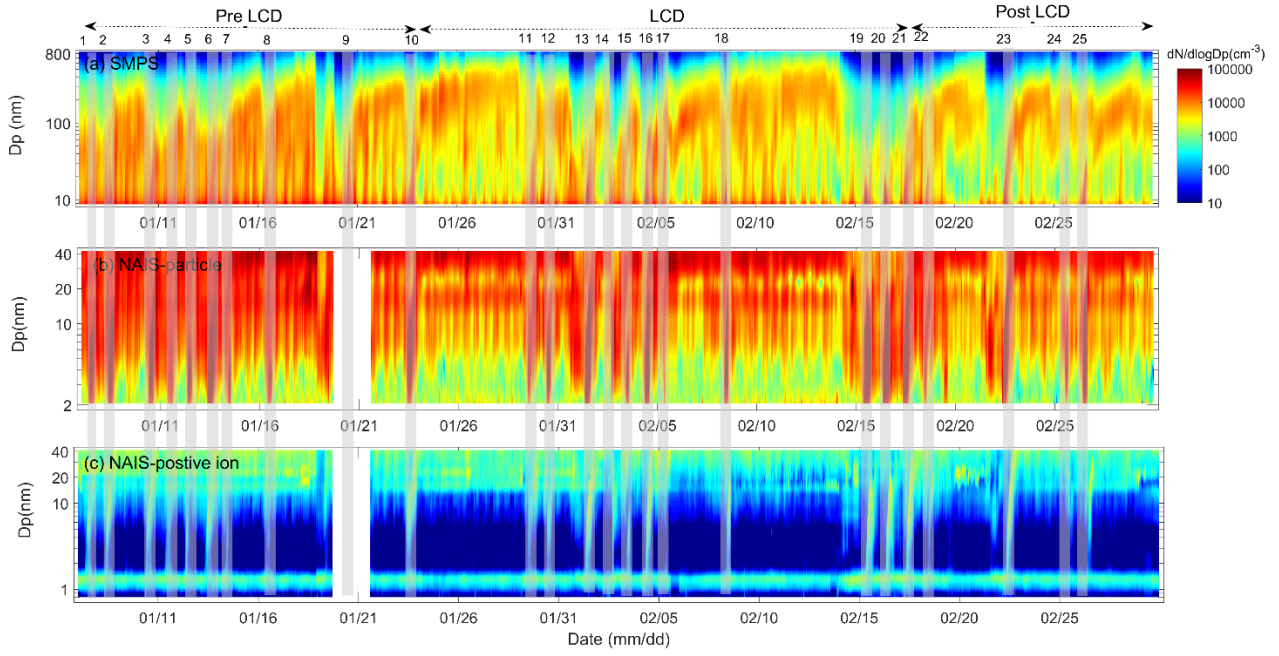 Pre LCD LCD Post LCD
1 2 3 4 5 6 7 8 9 10 11 12 13 14 15 16 17 18 19 20 21 22 23 24 25
dN/dlogDp(cm-3)
(a) SMPS
800
100
10
Dp (nm)
100000
10000
1000
100
10
01/11 01/16 01/21 01/26 01/31 02/05 02/10 02/15 02/20 02/25
(b) NAIS-particle
40
20
10
2
Dp(nm)
01/11 01/16 01/21 01/26 01/31 02/05 02/10 02/15 02/20 02/25
(c) NAIS-postive ion
40
20
10
1
Dp(nm)
01/11 01/16 01/21 01/26 01/31 02/05 02/10 02/15 02/20 02/25
Date (mm/dd)